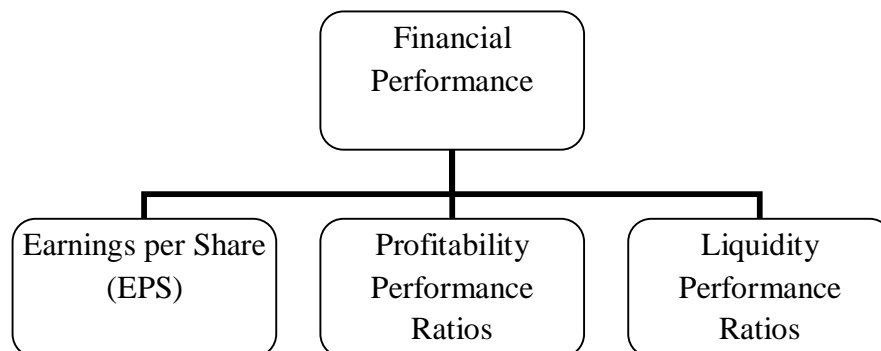 Financial
Performance
Earnings per Share
(EPS)
Profitability
Performance
Ratios
Liquidity
Performance
Ratios